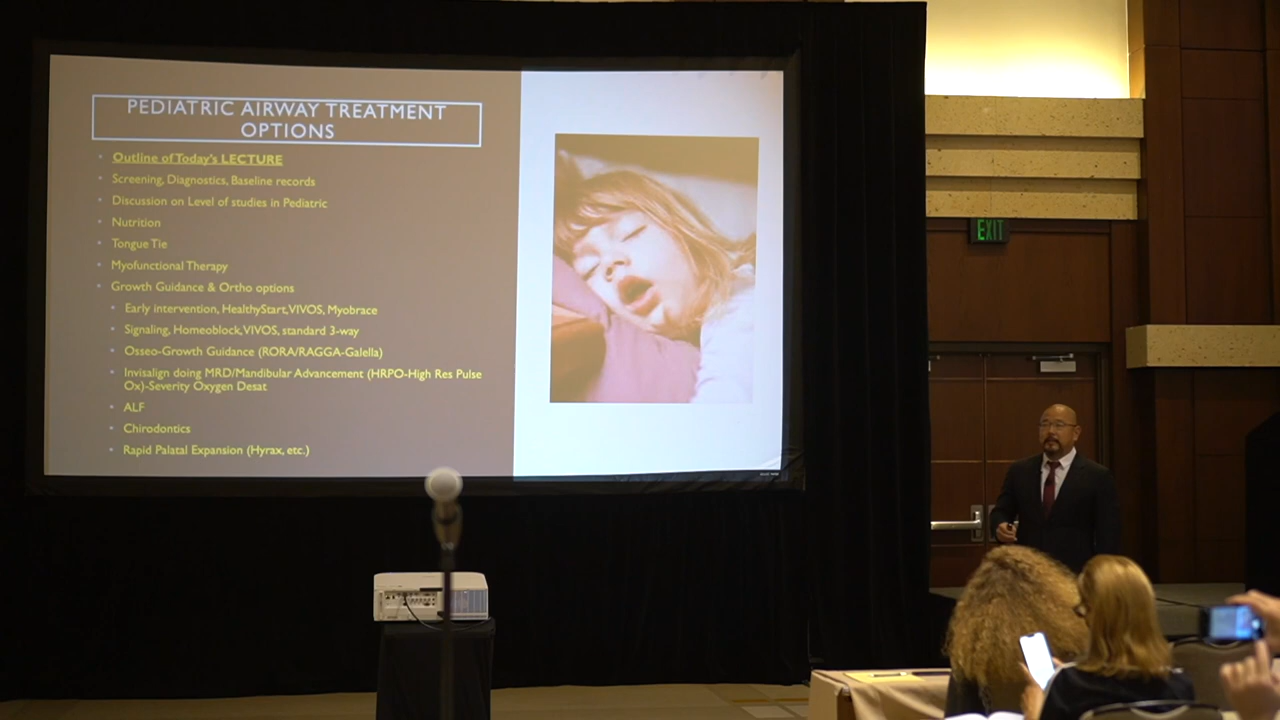 PEDIATRIC AIRWAY TREATMENT
OPTIONS
Outline of Today's LECTURE
Screening, Diagnostics, Baseline records
Discussion on Level of studies in Pediatric
Nutrition
Tongue Tie
Myofunctional Therapy
Growth Guidance & Ortho options
Early intervention, HealthyStart, VIVOS, Myobrace
Signaling, Homeoblock, VIVOS, standard 3-way
Osseo-Growth Guidance (RORA/RAGGA-Galella)
Invisalign doing MRD/Mandibular Advancement (HRPO-High Res Pulse
Ox)-Severity Oxygen Desat
ALF
Chirodontics
Rapid Palatal Expansion (Hyrax, etc.)
EXIT